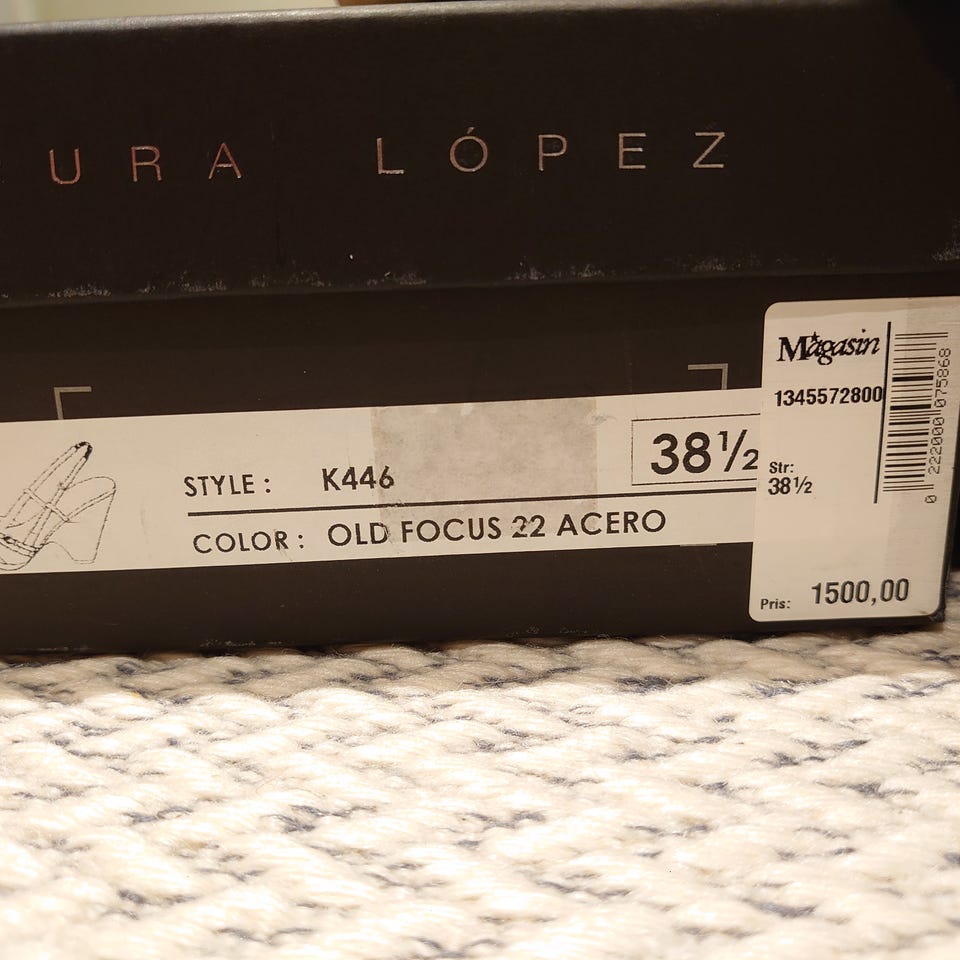 URA LÓPEZ
STYLE : K446
38½
COLOR : OLD FOCUS 22 ACERO
Magasin
1345572800
Str:
38½
Pris: 1500,00
0 222000 075868